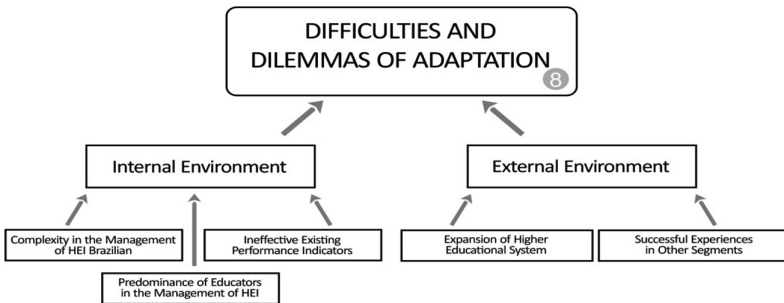 DIFFICULTIES AND
DILEMMAS OF ADAPTATION
8
Internal Environment
External Environment
Complexity in the Management
of HEI Brazilian
Ineffective Existing
Performance Indicators
Predominance of Educators
in the Management of HEI
Expansion of Higher
Educational System
Successful Experiences
in Other Segments